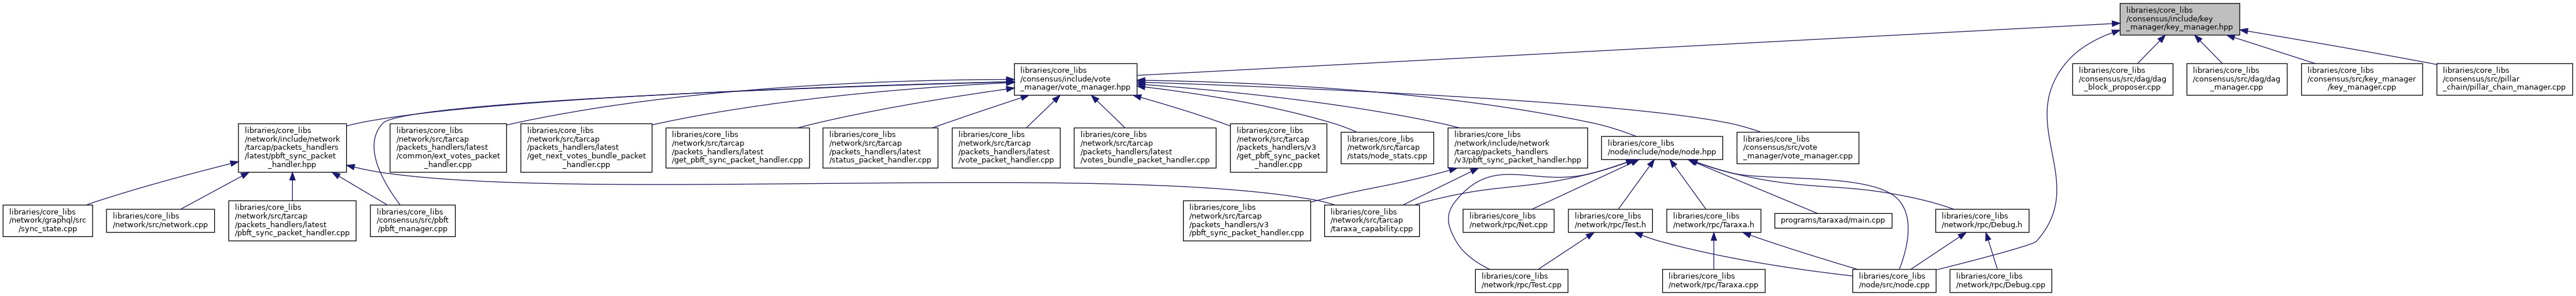 libraries/core_libs
/consensus/include/key
_manager/key_manager.hpp
libraries/core_libs
/consensus/include/vote
_manager/vote_manager.hpp
libraries/core_libs
/consensus/src/dag/dag
_block_proposer.cpp
libraries/core_libs
/consensus/src/dag/dag
_manager.cpp
libraries/core_libs
/consensus/src/key_manager
/key_manager.cpp
libraries/core_libs
/consensus/src/pillar
_chain/pillar_chain_manager.cpp
libraries/core_libs
/network/include/network
/tarcap/packets_handlers
/latest/pbft_sync_packet
_handler.hpp
libraries/core_libs
/network/src/tarcap
/packets_handlers/latest
/common/ext_votes_packet
_handler.cpp
libraries/core_libs
/network/src/tarcap
/packets_handlers/latest
/get_next_votes_bundle_packet
_handler.cpp
libraries/core_libs
/network/src/tarcap
/packets_handlers/latest
/get_pbft_sync_packet_handler.cpp
libraries/core_libs
/network/src/tarcap
/packets_handlers/latest
/status_packet_handler.cpp
libraries/core_libs
/network/src/tarcap
/packets_handlers/latest
/vote_packet_handler.cpp
libraries/core_libs
/network/src/tarcap
/packets_handlers/latest
/votes_bundle_packet_handler.cpp
libraries/core_libs
/network/src/tarcap
/packets_handlers/v3
/get_pbft_sync_packet
_handler.cpp
libraries/core_libs
/network/src/tarcap
/stats/node_stats.cpp
libraries/core_libs
/network/include/network
/tarcap/packets_handlers
/v3/pbft_sync_packet_handler.hpp
libraries/core_libs
/node/include/node/node.hpp
libraries/core_libs
/consensus/src/vote
_manager/vote_manager.cpp
libraries/core_libs
/network/graphql/src
/sync_state.cpp
libraries/core_libs
/network/src/network.cpp
libraries/core_libs
/network/src/tarcap
/packets_handlers/latest
/pbft_sync_packet_handler.cpp
libraries/core_libs
/consensus/src/pbft
/pbft_manager.cpp
libraries/core_libs
/network/src/tarcap
/packets_handlers/v3
/pbft_sync_packet_handler.cpp
libraries/core_libs
/network/src/tarcap
/taraxa_capability.cpp
libraries/core_libs
/network/rpc/Net.cpp
libraries/core_libs
/network/rpc/Test.h
libraries/core_libs
/network/rpc/Taraxa.h
programs/taraxad/main.cpp
libraries/core_libs
/network/rpc/Debug.h
libraries/core_libs
/network/rpc/Test.cpp
libraries/core_libs
/network/rpc/Taraxa.cpp
libraries/core_libs
/node/src/node.cpp
libraries/core_libs
/network/rpc/Debug.cpp